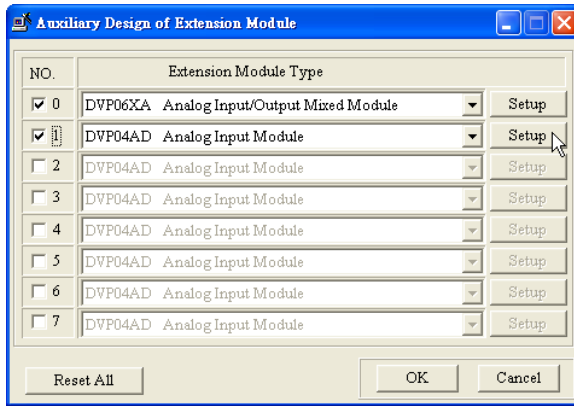 Auxiliary Design of Extension Module
NO. Extension Module Type
0 DVP06XA Analog Input/Output Mixed Module Setup
1 DVP04AD Analog Input Module Setup
2 DVP04AD Analog Input Module Setup
3 DVP04AD Analog Input Module Setup
4 DVP04AD Analog Input Module Setup
5 DVP04AD Analog Input Module Setup
6 DVP04AD Analog Input Module Setup
7 DVP04AD Analog Input Module Setup
Reset All OK Cancel